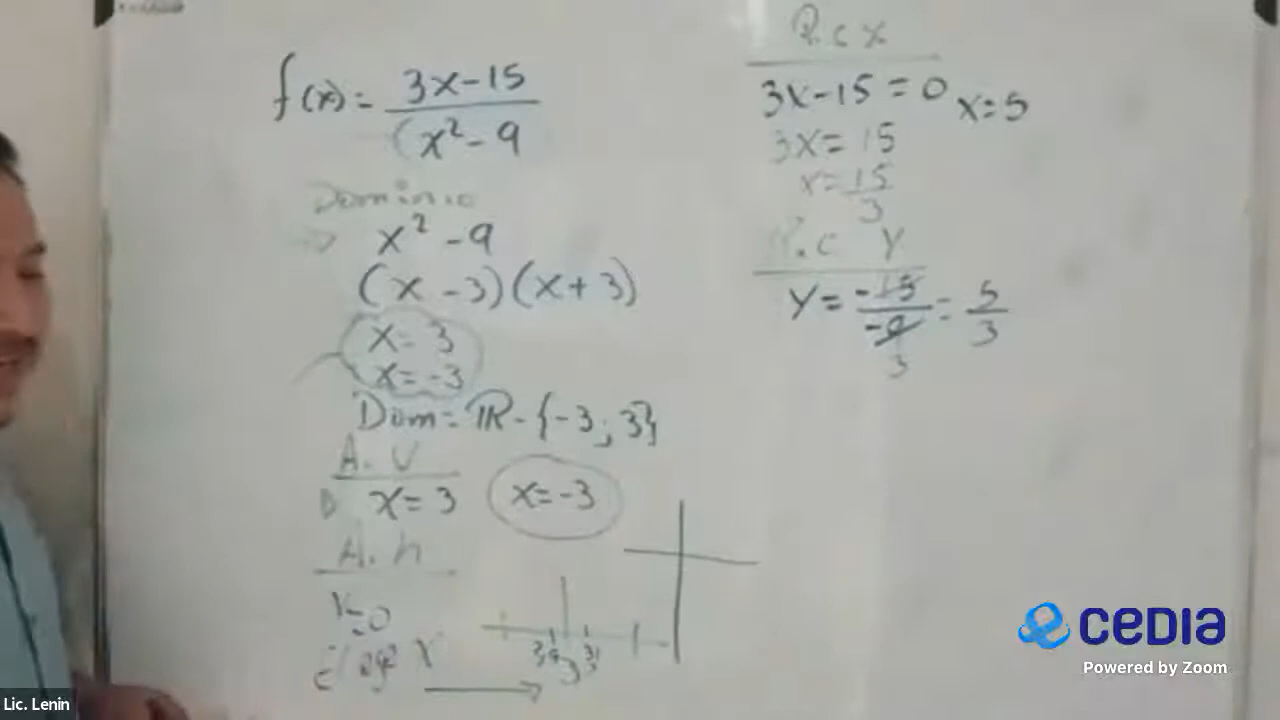 f(x) = 3x-15
(x² - 9
Dominio
x² - 9
(x - 3)(x + 3)
x = 3
x = -3
Dom = ℝ - {-3; 3}
A. V
x = 3 x = -3
A. h
Y=0
P.c x
3x-15 = 0 x=5
3x = 15
x = 15
3
P.c Y
Y = -15 = 5
-9 3
3
cedia
Powered by Zoom
Lic. Lenin